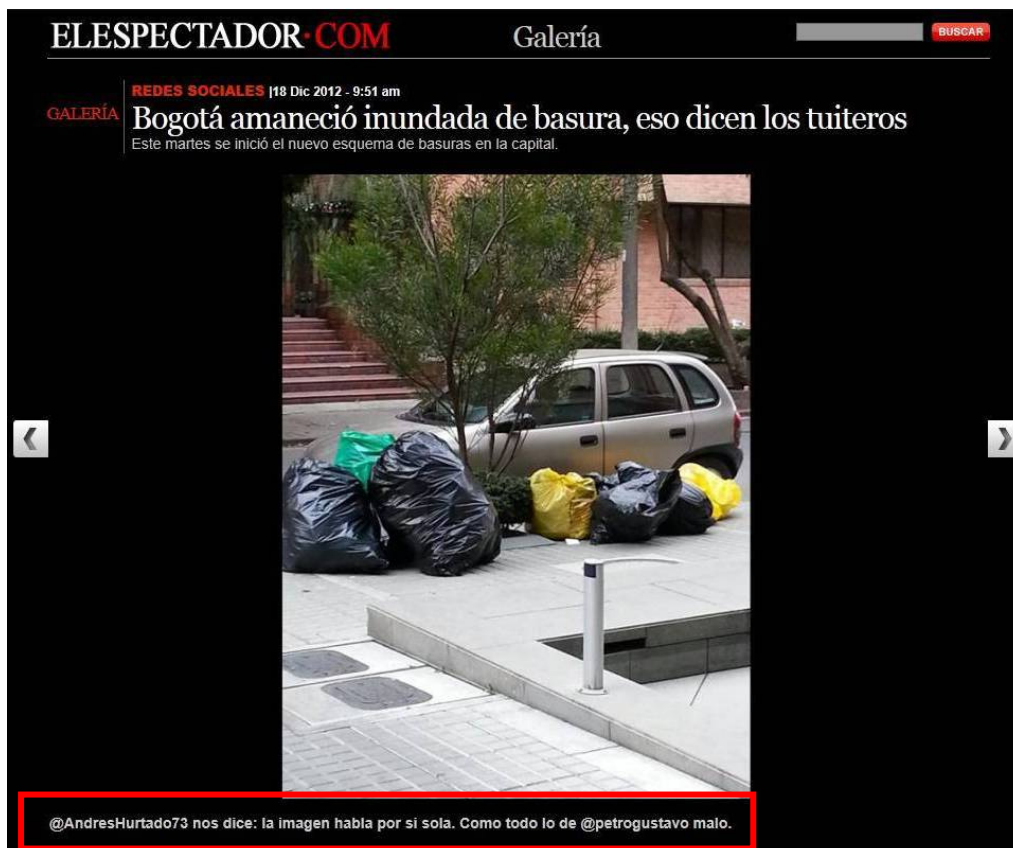 ELESPECTADOR·COM
Galería
BUSCAR
REDES SOCIALES |18 Dic 2012 - 9:51 am
GALERÍA
Bogotá amaneció inundada de basura, eso dicen los tuiteros
Este martes se inició el nuevo esquema de basuras en la capital.
@AndresHurtado73 nos dice: la imagen habla por si sola. Como todo lo de @petrogustavo malo.